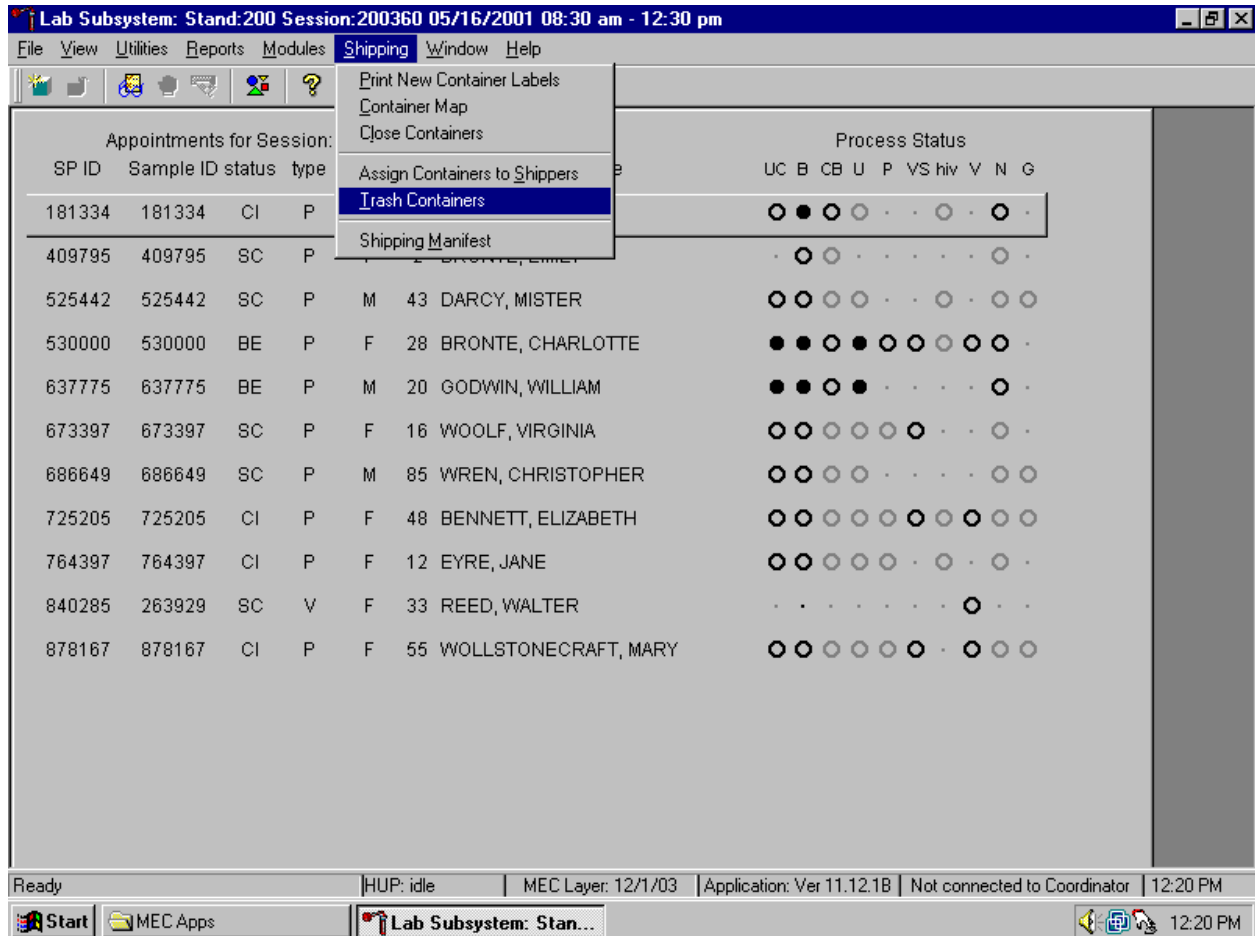 Lab Subsystem: Stand:200 Session:200360 05/16/2001 08:30 am - 12:30 pm
File View Utilities Reports Modules Shipping Window Help
Print New Container Labels
Container Map
Close Containers
Assign Containers to Shippers
Trash Containers
Shipping Manifest
Appointments for Session:
Process Status
SP ID Sample ID status type UC B CB U P VS hiv V N G
181334 181334 CI P
409795 409795 SC P
525442 525442 SC P M 43 DARCY, MISTER
530000 530000 BE P F 28 BRONTE, CHARLOTTE
637775 637775 BE P M 20 GODWIN, WILLIAM
673397 673397 SC P F 16 WOOLF, VIRGINIA
686649 686649 SC P M 85 WREN, CHRISTOPHER
725205 725205 CI P F 48 BENNETT, ELIZABETH
764397 764397 CI P F 12 EYRE, JANE
840285 263929 SC V F 33 REED, WALTER
878167 878167 CI P F 55 WOLLSTONECRAFT, MARY
Ready HUP: idle MEC Layer: 12/1/03 Application: Ver 11.12.1B Not connected to Coordinator 12:20 PM
Start MEC Apps Lab Subsystem: Stan... 12:20 PM